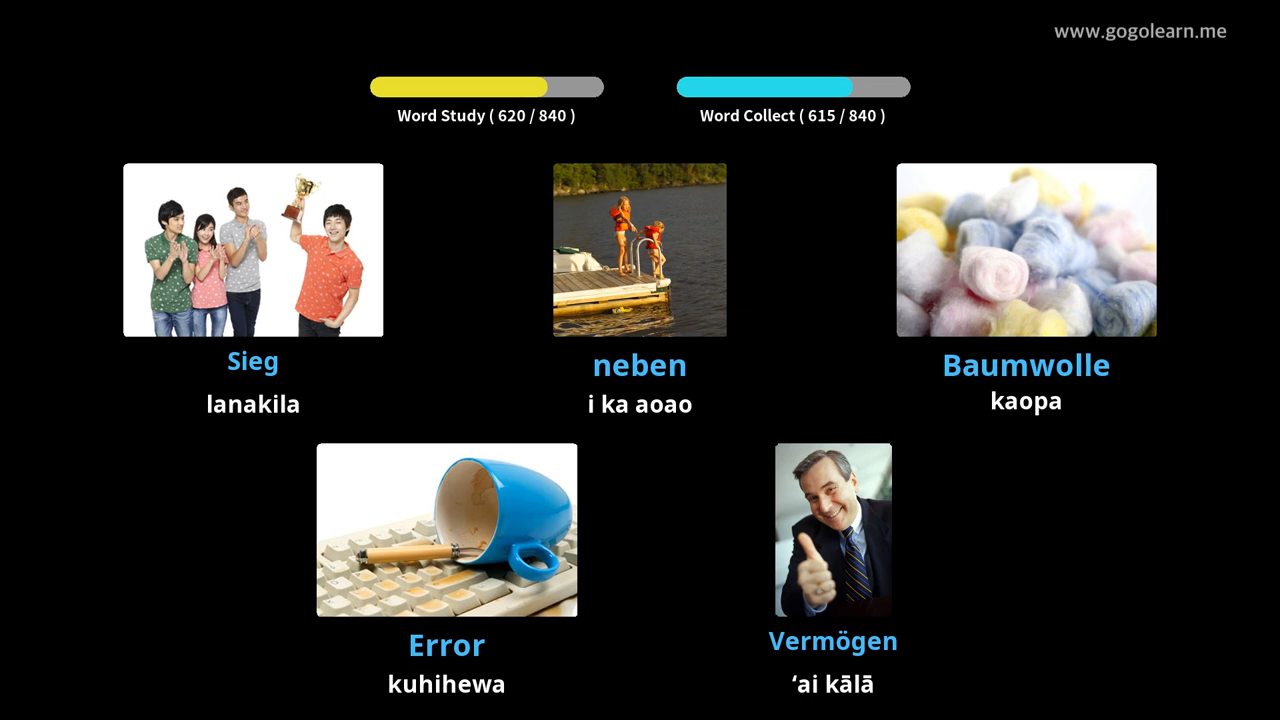 www.gogolearn.me
Word Study ( 620 / 840 )
Word Collect ( 615 / 840 )
Sieg
lanakila
neben
i ka aoao
Baumwolle
kaopa
Error
kuhihewa
Vermögen
ʻai kālā